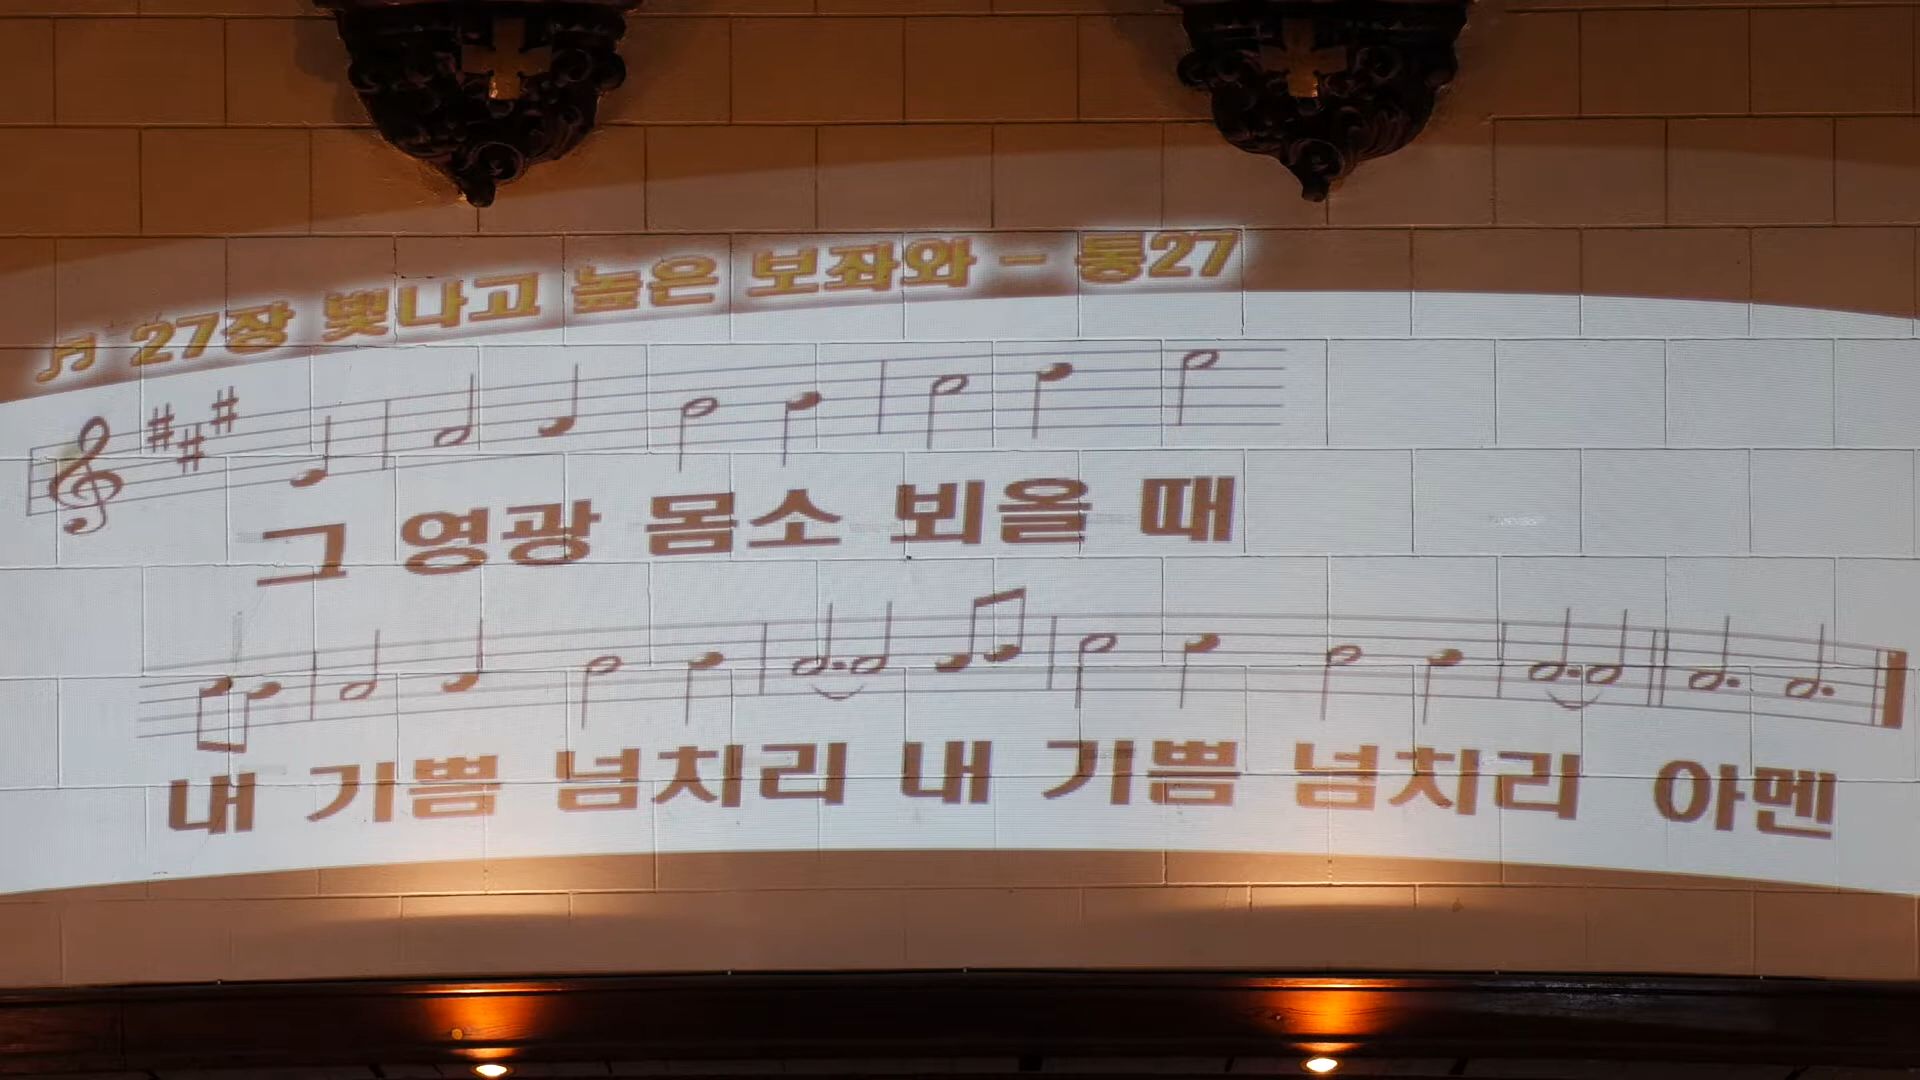 ♬ 27장 빛나고 높은 보좌와 - 통27
그 영광 몸소 뵈올 때
내 기쁨 넘치리 내 기쁨 넘치리 아멘